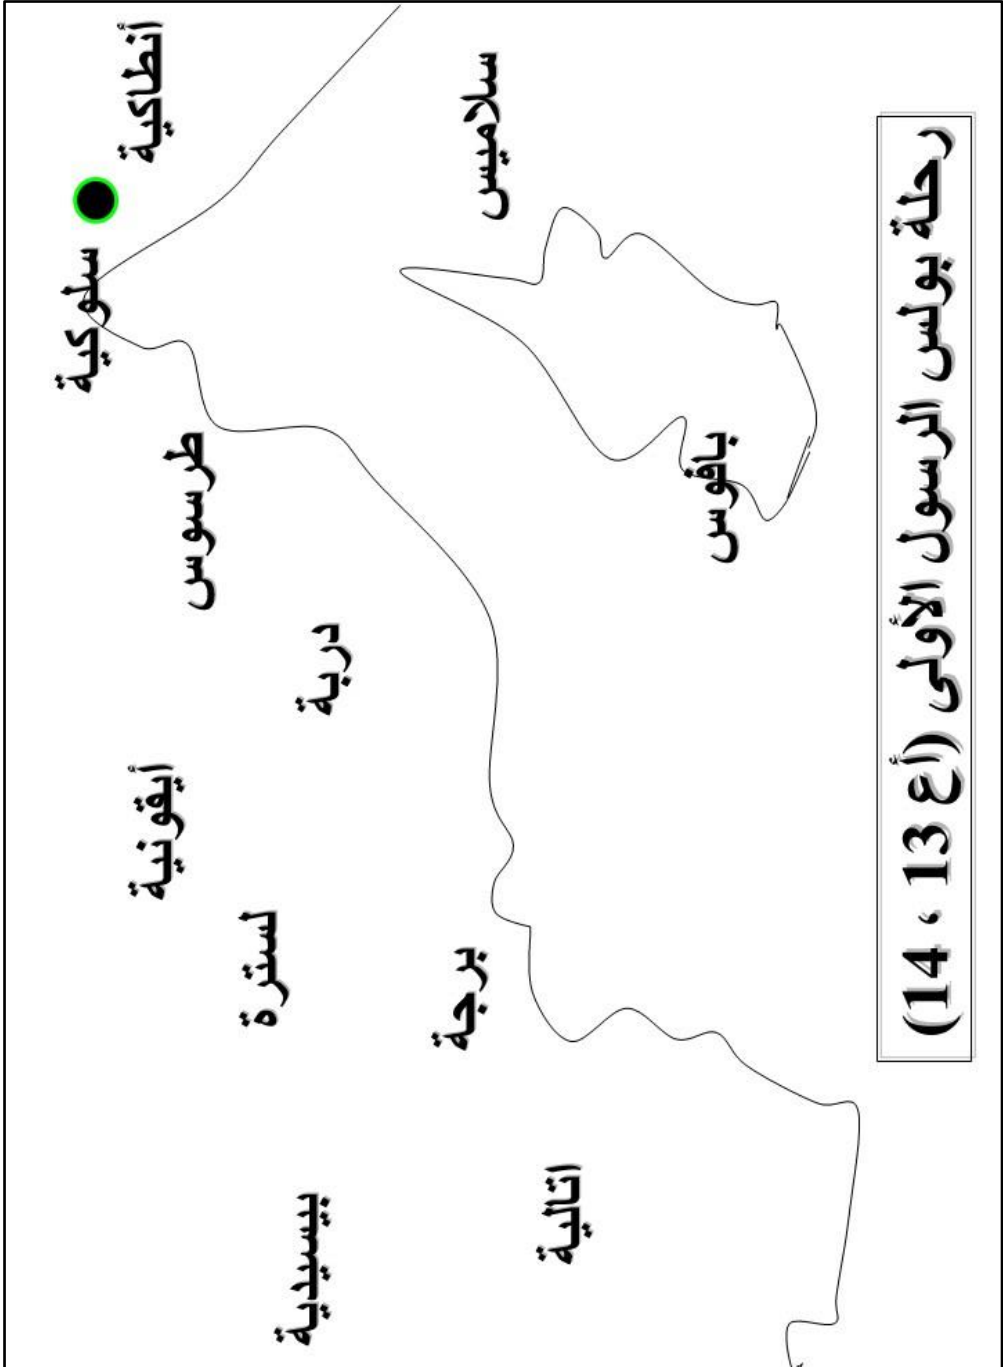 سلوكية
أنطاكية
أيقونية
طرسوس
لسترة
بيسيدية
دربة
برجة
سلاميس
اتالية
بافوس
رحلة بولس الرسول الأولى (أع 13 ، 14)